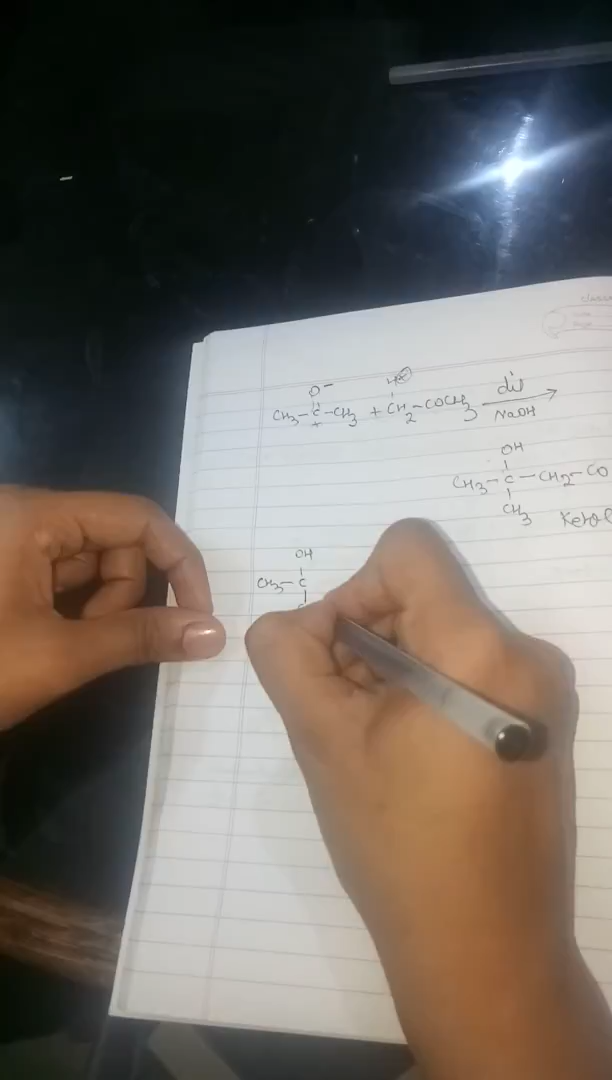 O⁻ H
CH₃-C-CH₃ + CH₂-COCH₃ dil NaOH
+
OH
CH₃-C-CH₂-CO
CH₃ Ketol
OH
CH₃-C